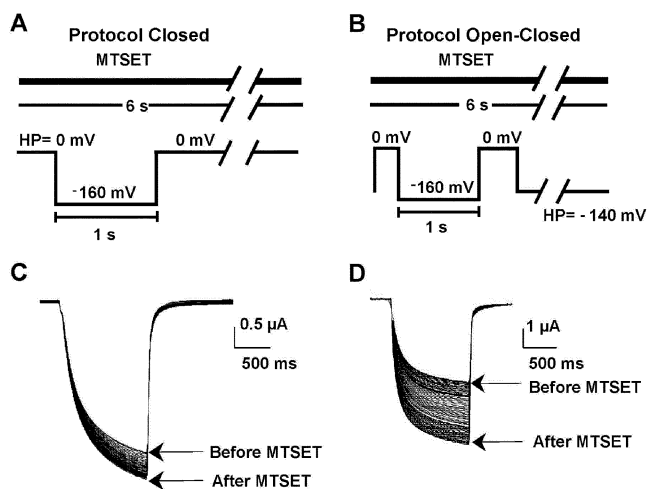 A
Protocol Closed
MTSET
6 s
HP= 0 mV
0 mV
-160 mV
1 s
B
Protocol Open-Closed
MTSET
6 s
0 mV
0 mV
-160 mV
1 s
HP= - 140 mV
C
0.5 µA
500 ms
Before MTSET
After MTSET
D
1 µA
500 ms
Before MTSET
After MTSET